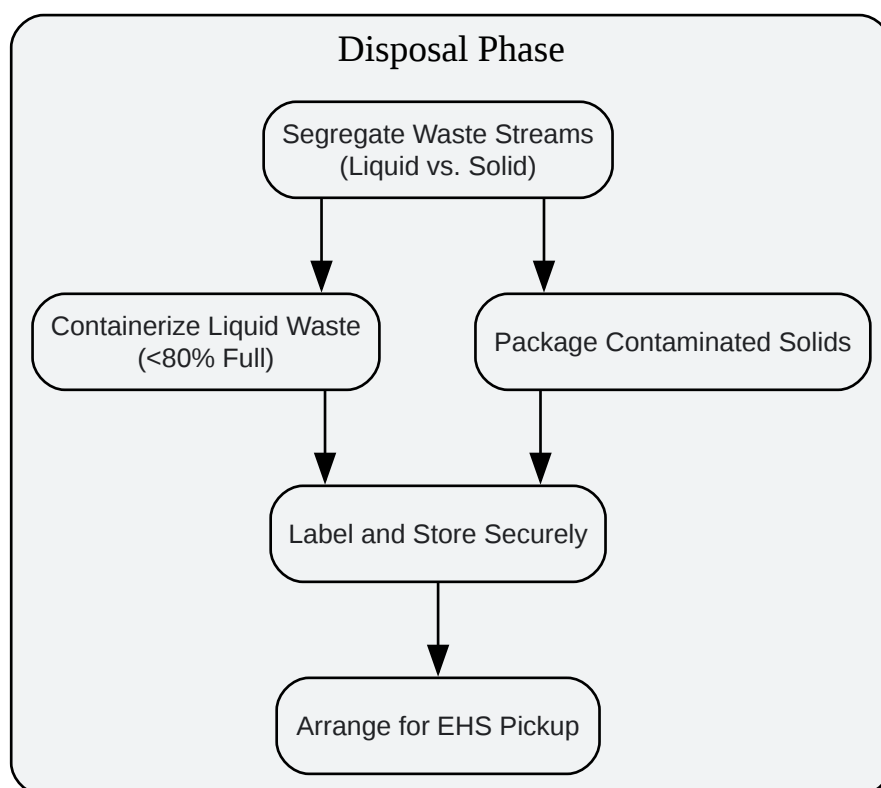 Disposal Phase
Segregate Waste Streams
(Liquid vs. Solid)
Containerize Liquid Waste
(<80% Full)
Package Contaminated Solids
Label and Store Securely
Arrange for EHS Pickup